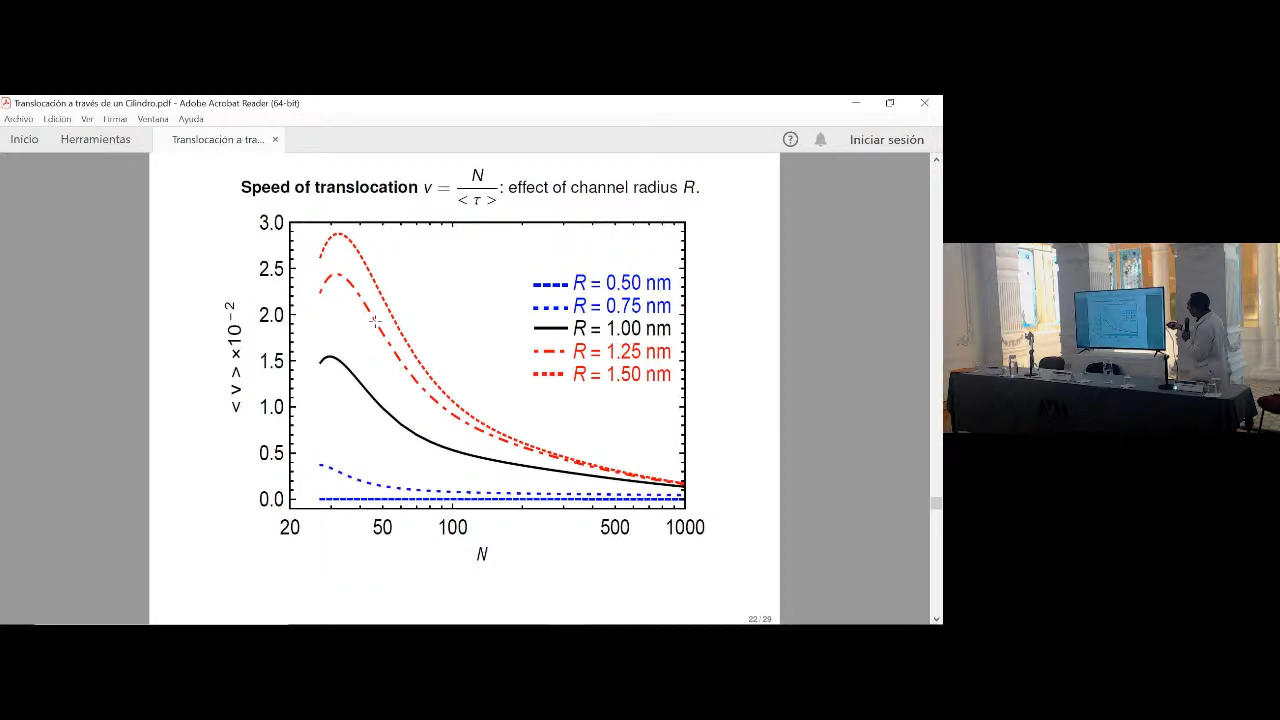 Translocación a través de un Cilindro.pdf - Adobe Acrobat Reader (64-bit)
Archivo Edición Ver Firmar Ventana Ayuda
Inicio Herramientas Translocación a tra... × ? Iniciar sesión
Speed of translocation v = N / < τ > : effect of channel radius R.
3.0
2.5
2.0
1.5
1.0
0.5
0.0
< v > ×10⁻²
R = 0.50 nm
R = 0.75 nm
R = 1.00 nm
R = 1.25 nm
R = 1.50 nm
20 50 100 500 1000
N
22 / 29